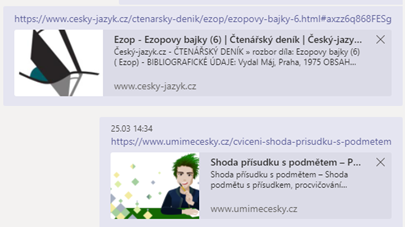 https://www.cesky-jazyk.cz/ctenarsky-denik/ezop/ezopovy-bajky-6.html#axzz6q868FESg
Ezop - Ezopovy bajky (6) | Čtenářský deník | Český-jazy...
Český-jazyk.cz - ČTENÁŘSKÝ DENÍK » rozbor díla: Ezopovy bajky (6)
( Ezop) - BIBLIOGRAFICKÉ ÚDAJE: Vydal Máj, Praha, 1975 OBSAH...
www.cesky-jazyk.cz
25.03 14:34
https://www.umimecesky.cz/cviceni-shoda-prisudku-s-podmetem
Shoda přísudku s podmětem – P...
Shoda přísudku s podmětem – Shoda
podmětu s přísudkem, procvičování...
www.umimecesky.cz